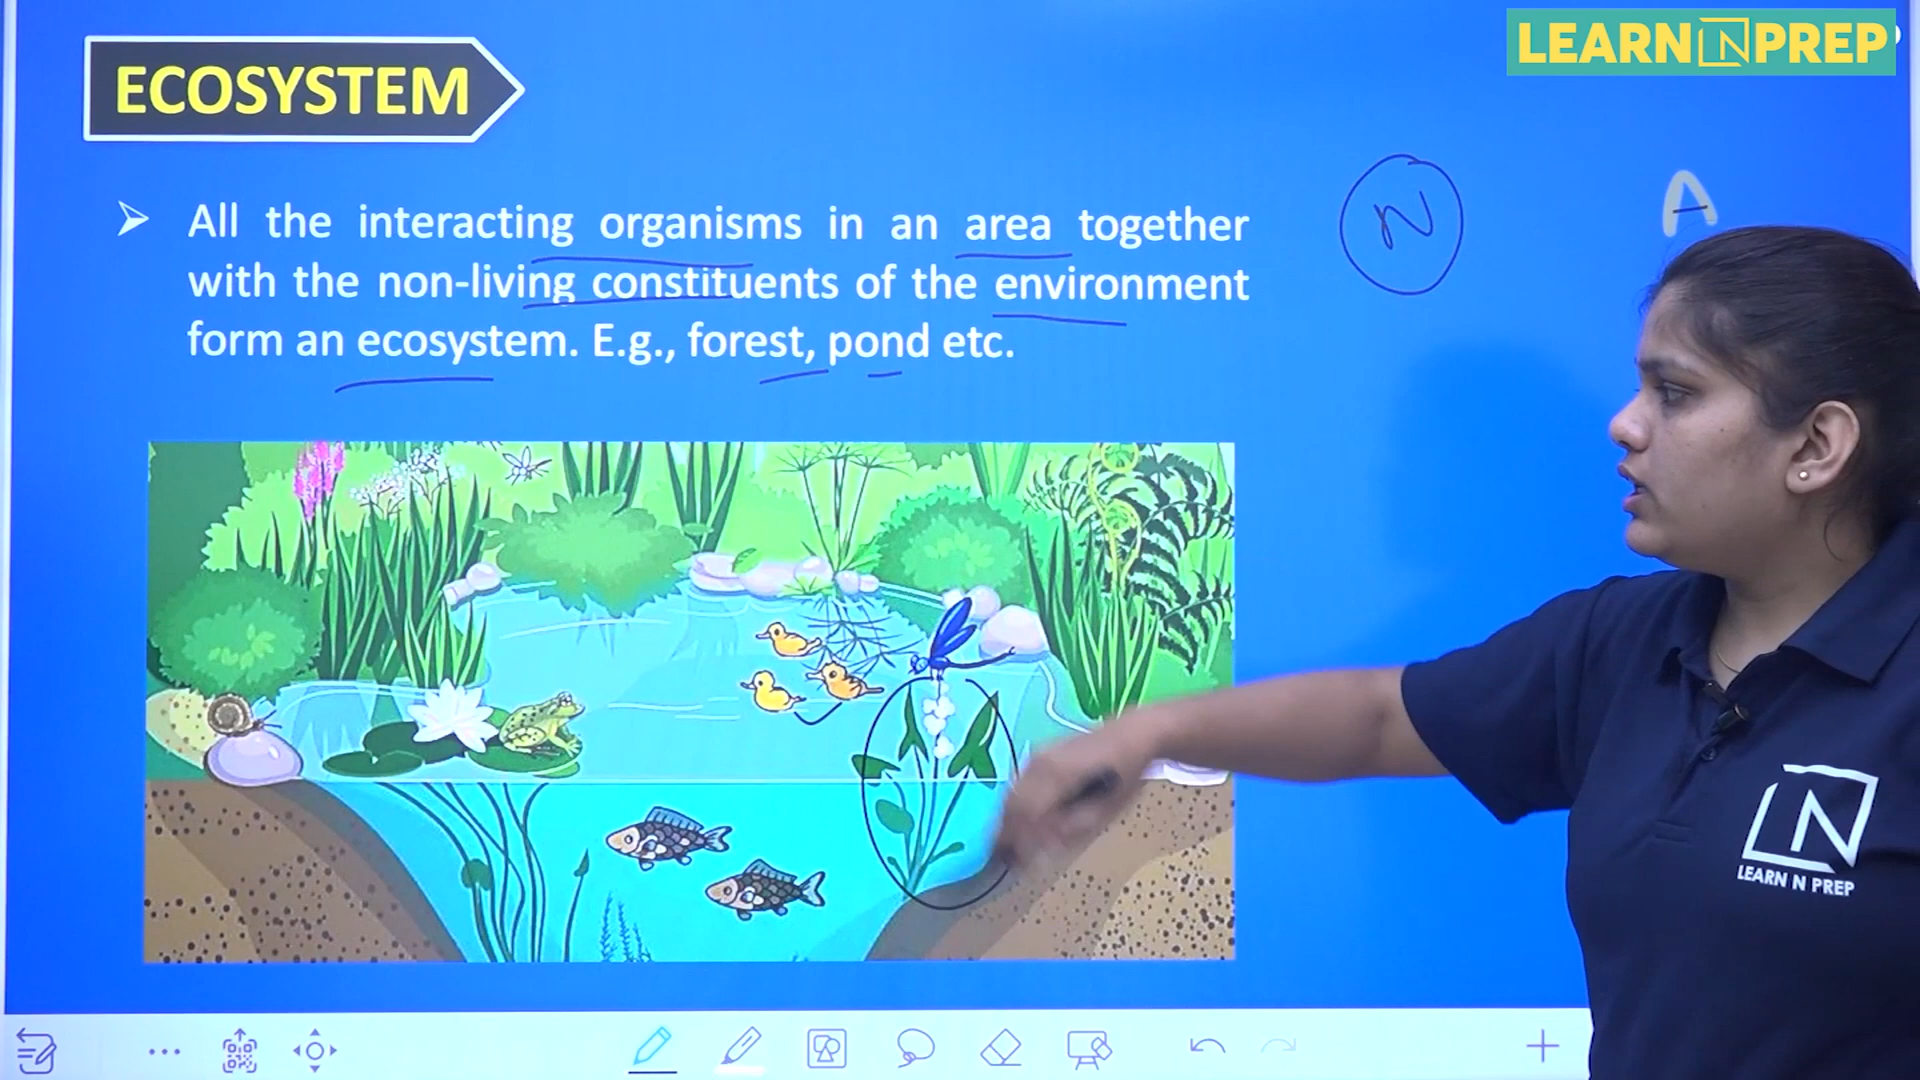 LEARN N PREP
ECOSYSTEM
All the interacting organisms in an area together
with the non-living constituents of the environment
form an ecosystem. E.g., forest, pond etc.
N
A
N
LEARN N PREP